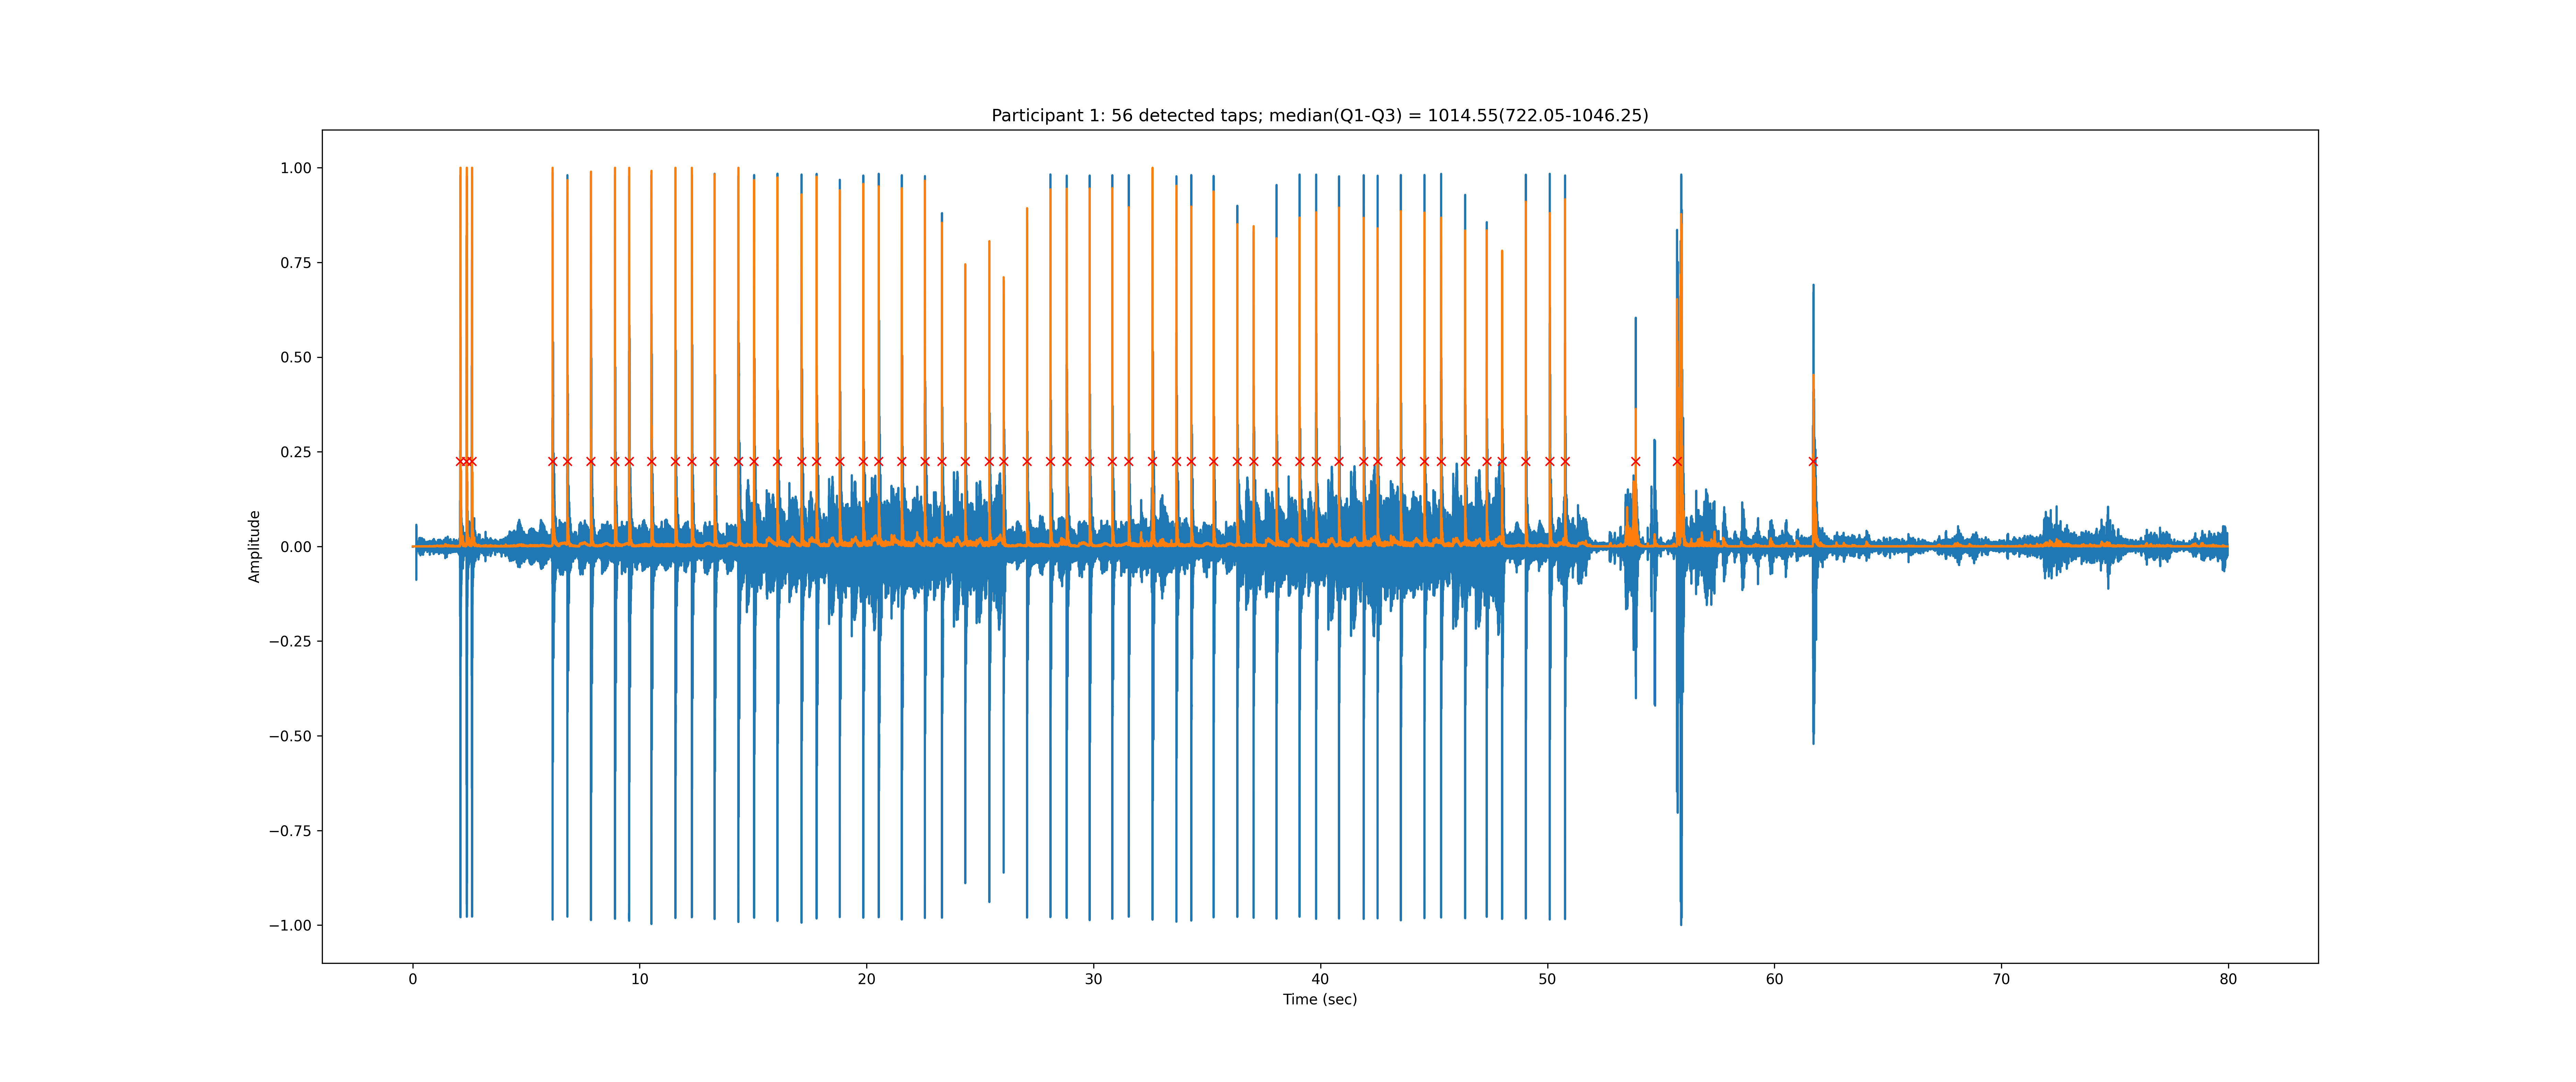 Participant 1: 56 detected taps; median(Q1-Q3) = 1014.55(722.05-1046.25)
1.00
0.75
0.50
0.25
0.00
−0.25
−0.50
−0.75
−1.00
Amplitude
0 10 20 30 40 50 60 70 80
Time (sec)